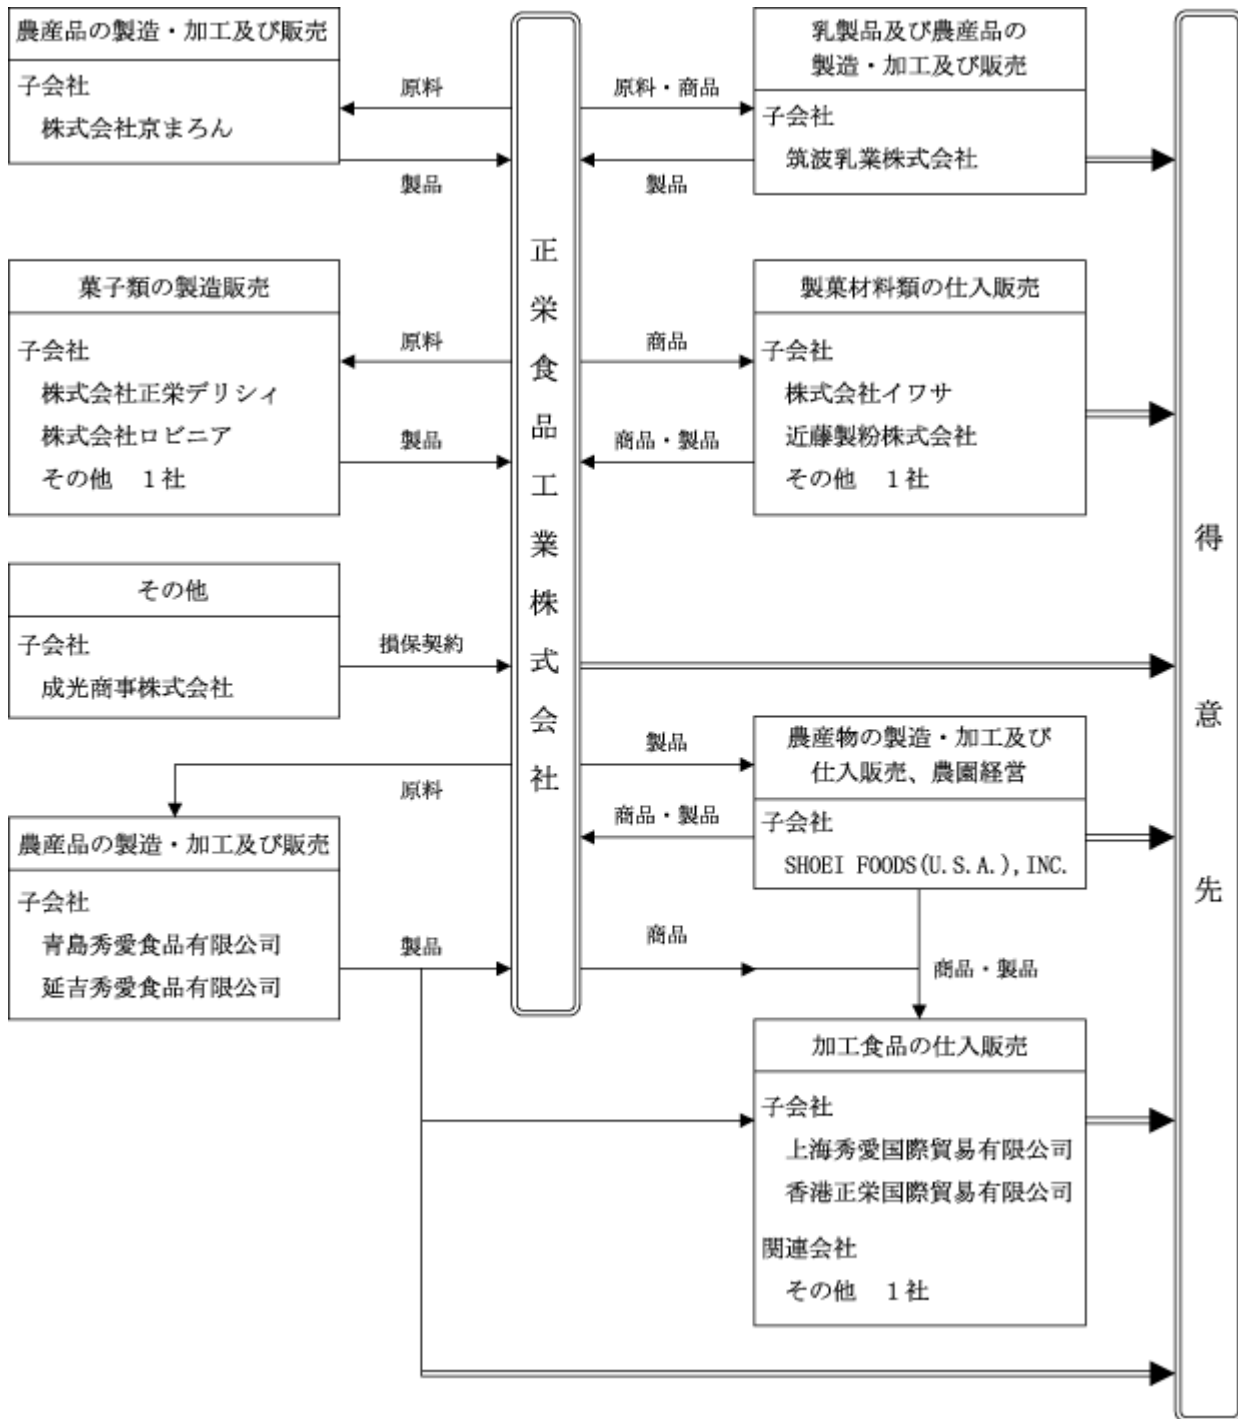 農産品の製造・加工及び販売
子会社
株式会社京まろん
原料
製品
乳製品及び農産品の
製造・加工及び販売
子会社
筑波乳業株式会社
原料・商品
製品
菓子類の製造販売
子会社
株式会社正栄デリシィ
株式会社ロビニア
その他 1社
原料
製品
製菓材料類の仕入販売
子会社
株式会社イワサ
近藤製粉株式会社
その他 1社
商品
商品・製品
正栄食品工業株式会社
得意先
その他
子会社
成光商事株式会社
損保契約
農産物の製造・加工及び
仕入販売、農園経営
子会社
SHOEI FOODS(U.S.A.),INC.
製品
商品・製品
原料
農産品の製造・加工及び販売
子会社
青島秀愛食品有限公司
延吉秀愛食品有限公司
製品
商品
商品・製品
加工食品の仕入販売
子会社
上海秀愛国際貿易有限公司
香港正栄国際貿易有限公司
関連会社
その他 1社